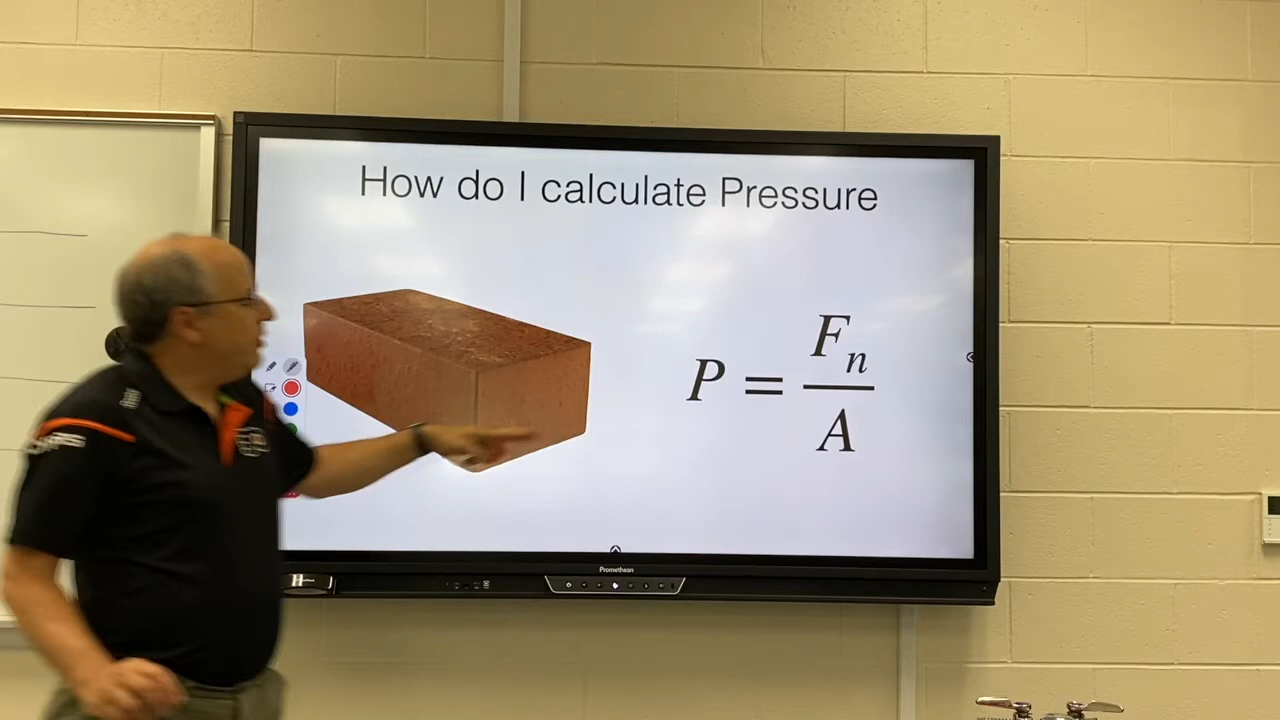 How do I calculate Pressure
P = Fₙ / A
Promethean